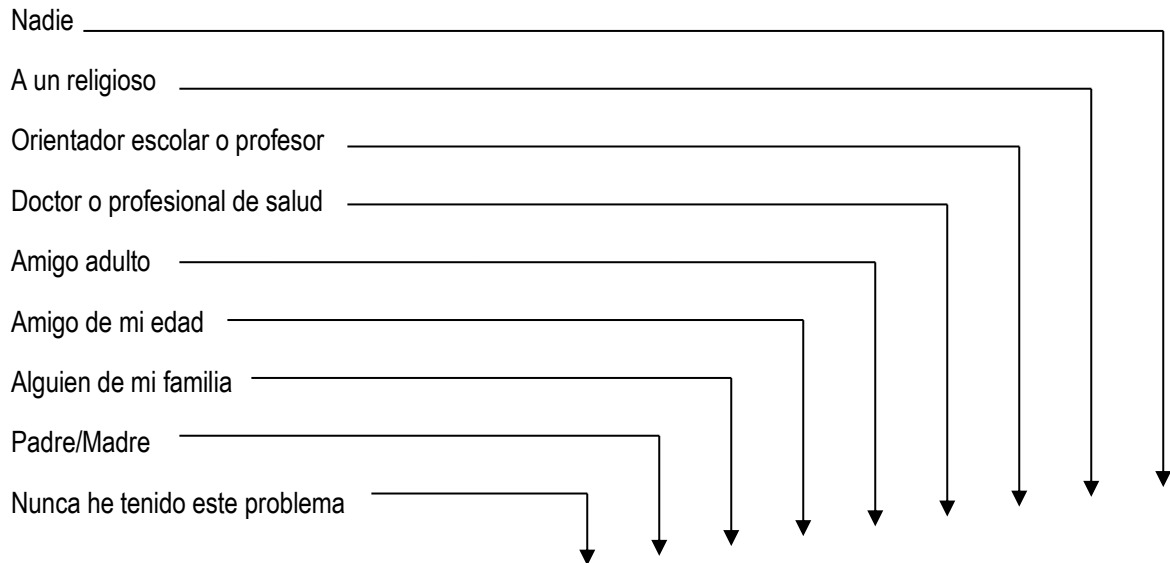 Nadie
A un religioso
Orientador escolar o profesor
Doctor o profesional de salud
Amigo adulto
Amigo de mi edad
Alguien de mi familia
Padre/Madre
Nunca he tenido este problema